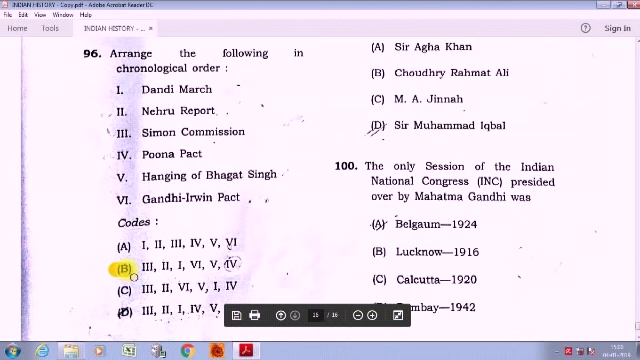 INDIAN HISTORY - Copy.pdf - Adobe Acrobat Reader DC
File Edit View Window Help
Home Tools Sign In
96. Arrange the following in
chronological order :
I. Dandi March
II. Nehru Report
III. Simon Commission
IV. Poona Pact
V. Hanging of Bhagat Singh
VI. Gandhi-Irwin Pact
Codes :
(A) I, II, III, IV, V, VI
(B) III, II, I, VI, V, IV
(C) III, II, VI, V, I, IV
(D) III, II, I, IV, V,
(A) Sir Agha Khan
(B) Choudhry Rahmat Ali
(C) M. A. Jinnah
(D) Sir Muhammad Iqbal
100. The only Session of the Indian
National Congress (INC) presided
over by Mahatma Gandhi was
(A) Belgaum—1924
(B) Lucknow—1916
(C) Calcutta—1920
Bombay—1942
16 / 16